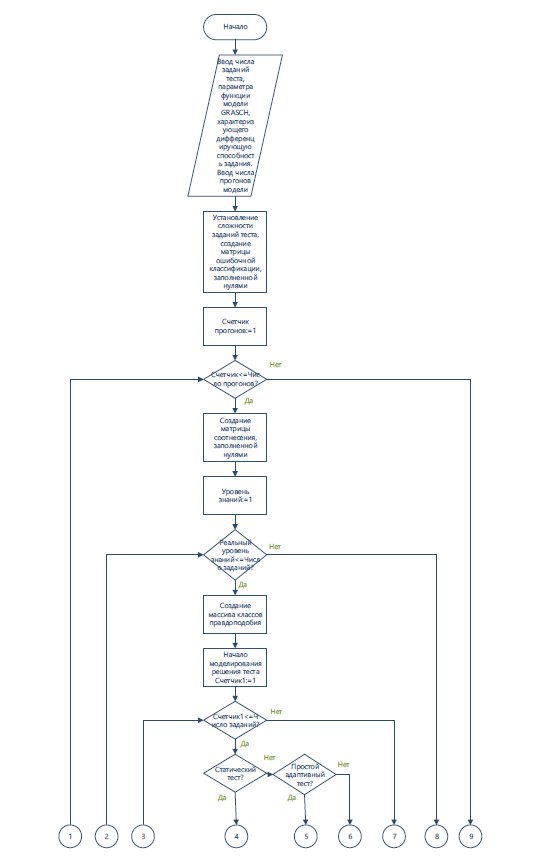 Начало
Ввод числа
заданий
теста,
параметра
функции
модели
GRASCH,
характериз
ующего
дифференц
ирующую
способност
ь задания.
Ввод числа
прогонов
модели
Установление
сложности
заданий теста,
создание
матрицы
ошибочной
классификации,
заполненной
нулями
Счетчик
прогонов:=1
Счетчик<=Чис
ло прогонов?
Нет
Да
Создание
матрицы
соотнесения,
заполненной
нулями
Уровень
знаний:=1
Реальный
уровень
знаний<=Числ
о заданий?
Нет
Да
Создание
массива классов
правдоподобия
Начало
моделирования
решения теста
Счетчик1:=1
Счетчик1<=Ч
исло заданий?
Нет
Да
Статический
тест?
Нет
Да
Простой
адаптивный
тест?
Нет
Да
1
2
3
4
5
6
7
8
9